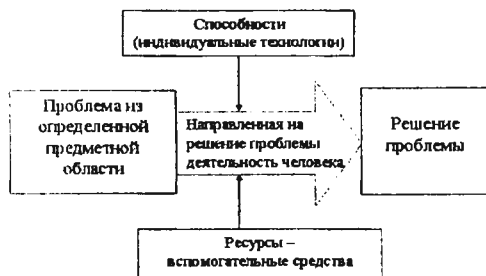 Способности
(индивидуальные технологии)
Проблема из
определенной
предметной
области
Направленная на
решение проблемы
деятельность человека
Решение
проблемы
Ресурсы –
вспомогательные средства